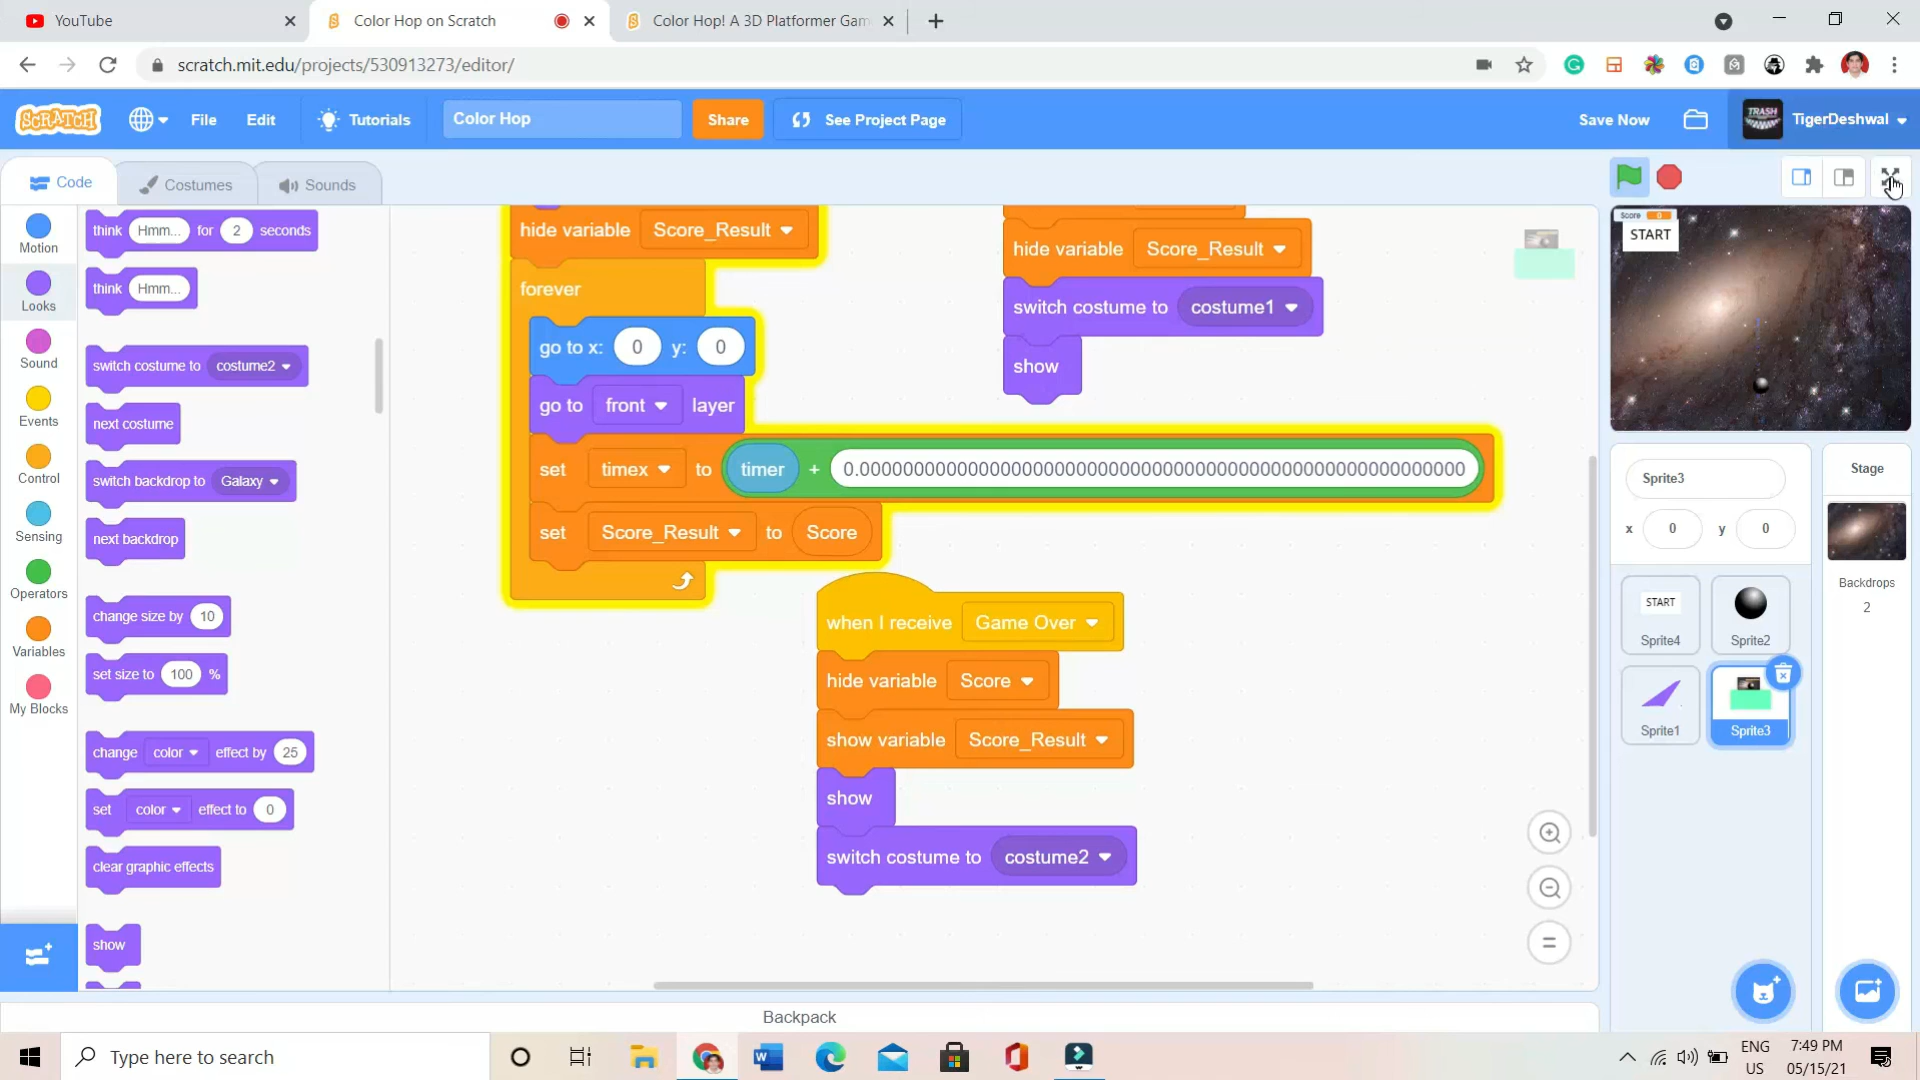 YouTube
Color Hop on Scratch
Color Hop! A 3D Platformer Gam
scratch.mit.edu/projects/530913273/editor/
SCRATCH
File
Edit
Tutorials
Color Hop
Share
See Project Page
Save Now
TRASH
TigerDeshwal
Code
Costumes
Sounds
Motion
Looks
Sound
Events
Control
Sensing
Operators
Variables
My Blocks
think Hmm... for 2 seconds
think Hmm...
switch costume to costume2
next costume
switch backdrop to Galaxy
next backdrop
change size by 10
set size to 100 %
change color effect by 25
set color effect to 0
clear graphic effects
show
hide variable Score_Result
forever
go to x: 0 y: 0
go to front layer
set timex to timer + 0.00000000000000000000000000000000000000000000000000
set Score_Result to Score
hide variable Score_Result
switch costume to costume1
show
when I receive Game Over
hide variable Score
show variable Score_Result
show
switch costume to costume2
Score 0
START
Sprite3
x 0 y 0
START
Sprite4
Sprite2
Sprite1
Sprite3
Stage
Backdrops
2
Backpack
Type here to search
ENG
US
7:49 PM
05/15/21